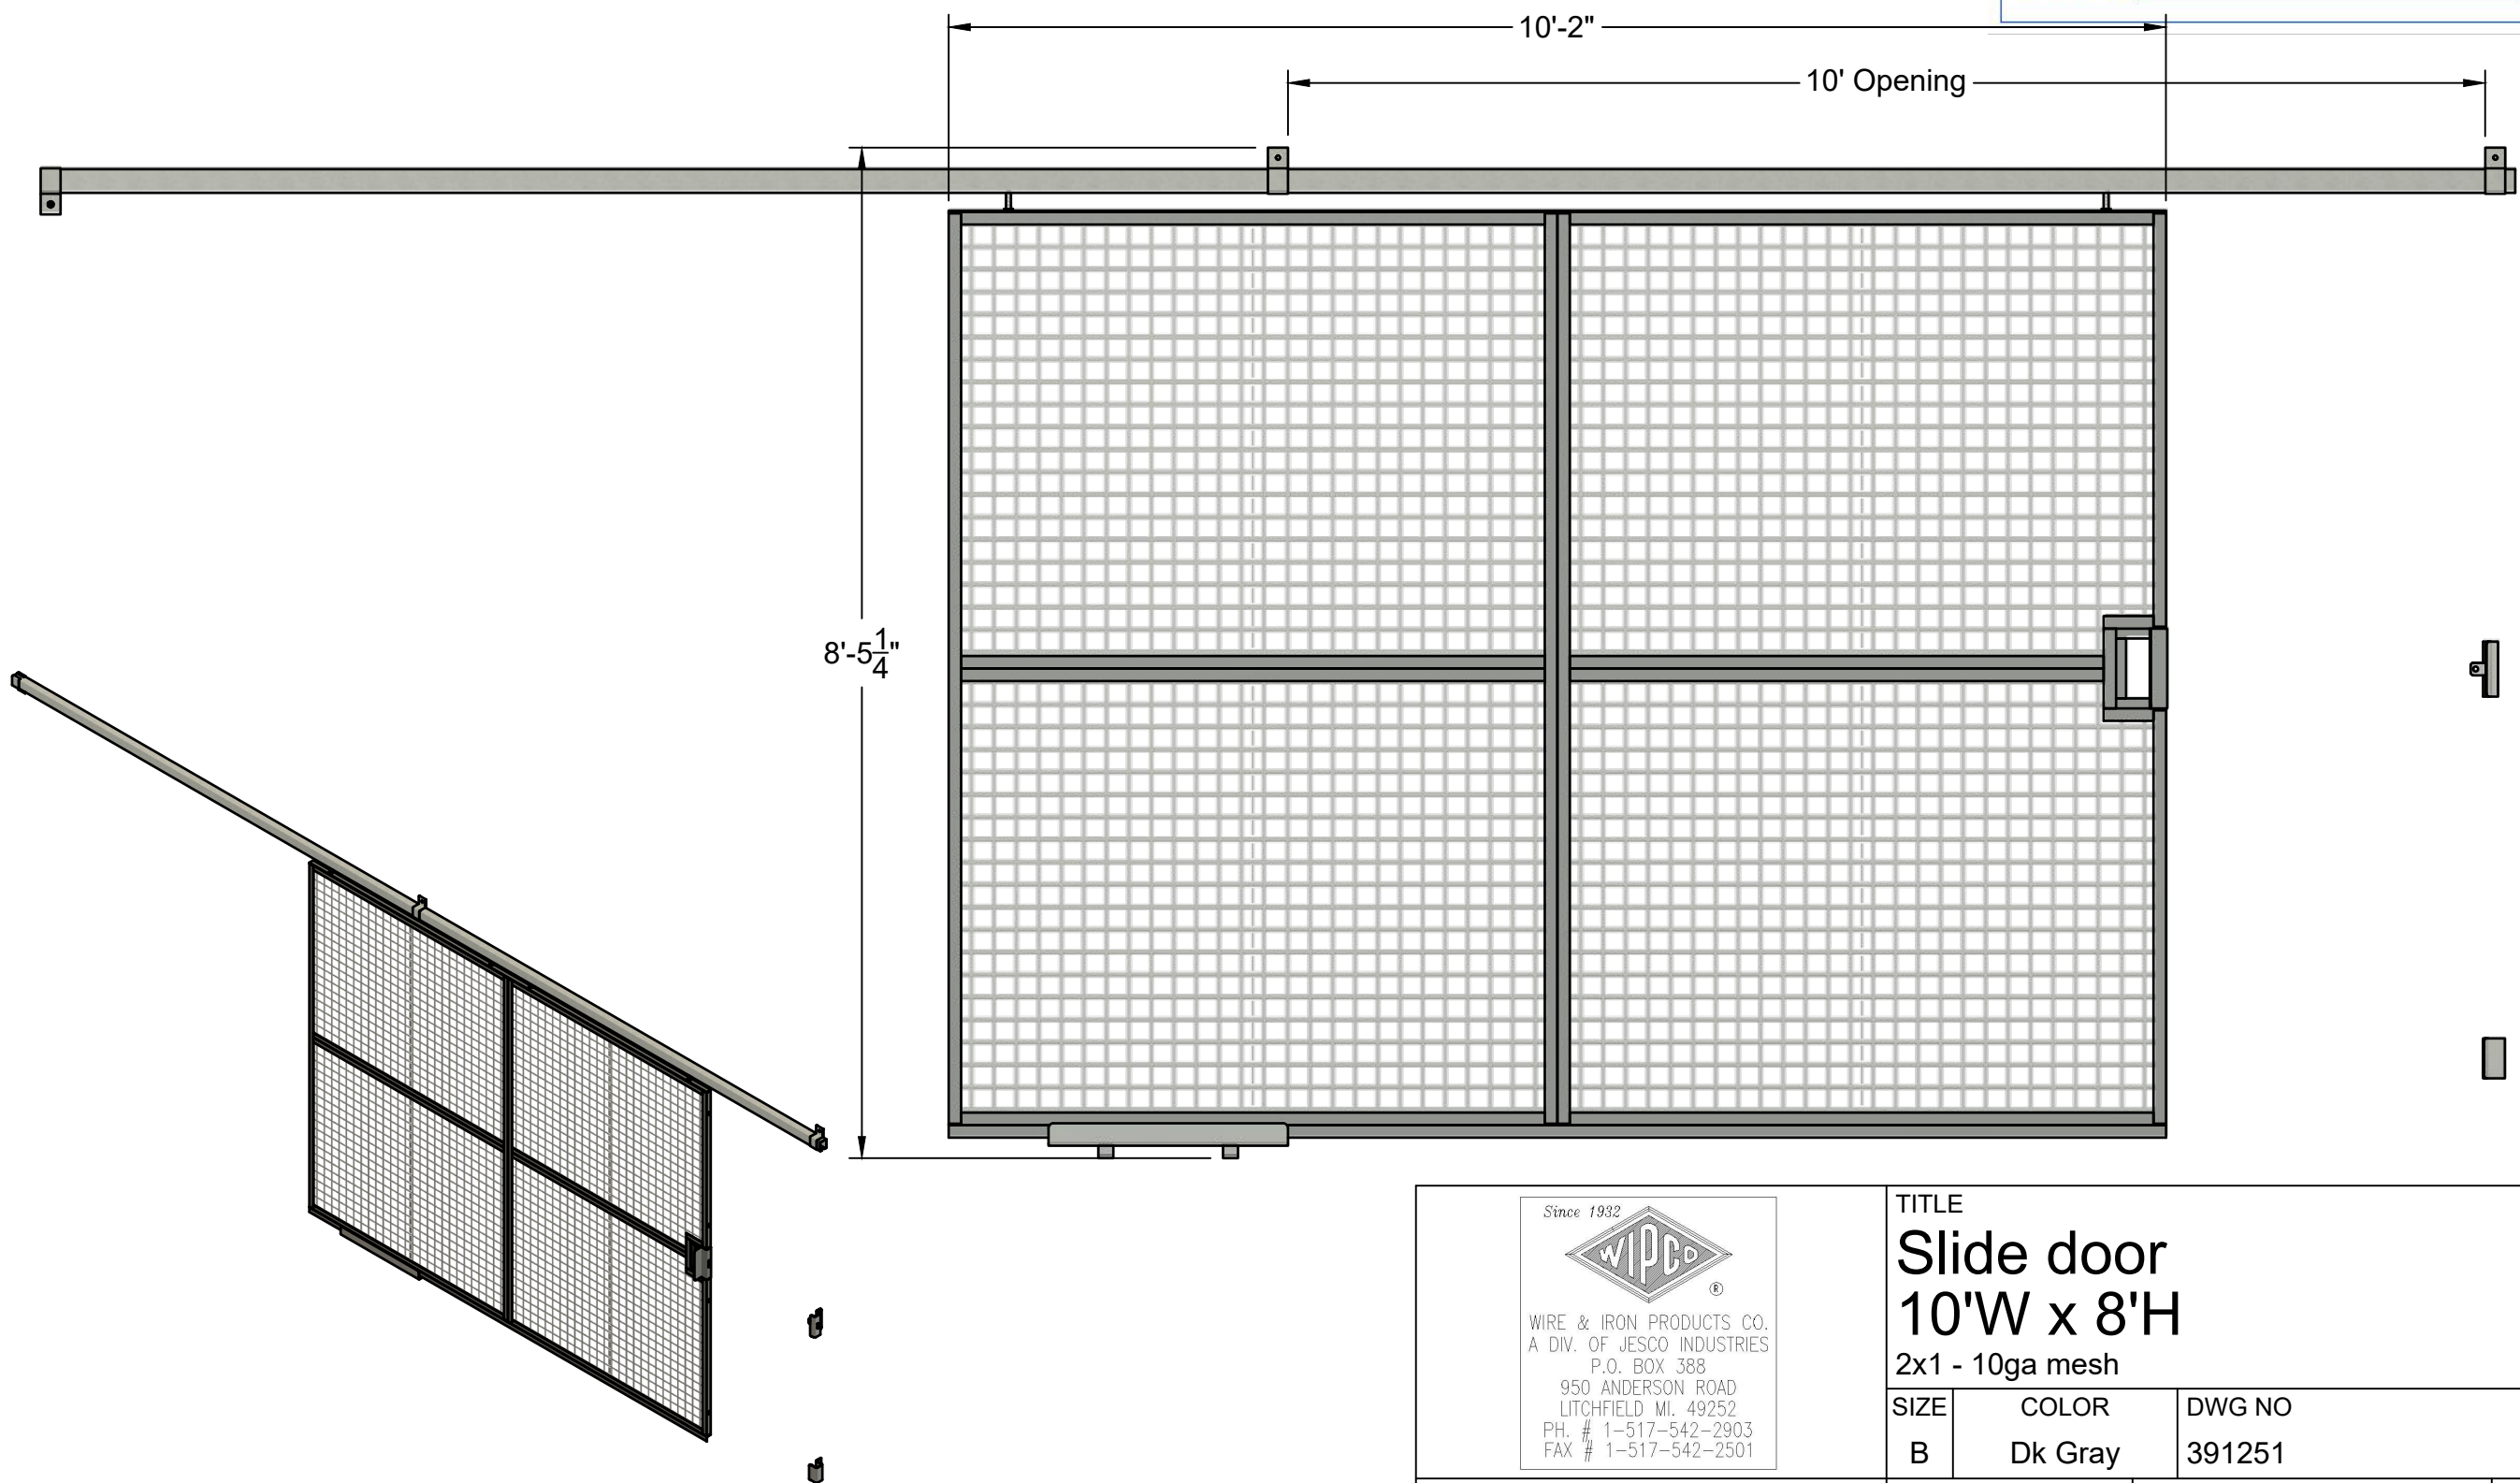 10'-2"
10' Opening
8'-5 1/4"
Since 1932
WIPCO
®
WIRE & IRON PRODUCTS CO.
A DIV. OF JESCO INDUSTRIES
P.O. BOX 388
950 ANDERSON ROAD
LITCHFIELD MI. 49252
PH. # 1-517-542-2903
FAX # 1-517-542-2501
TITLE
Slide door
10'W x 8'H
2x1 - 10ga mesh
SIZE COLOR DWG NO
B Dk Gray 391251